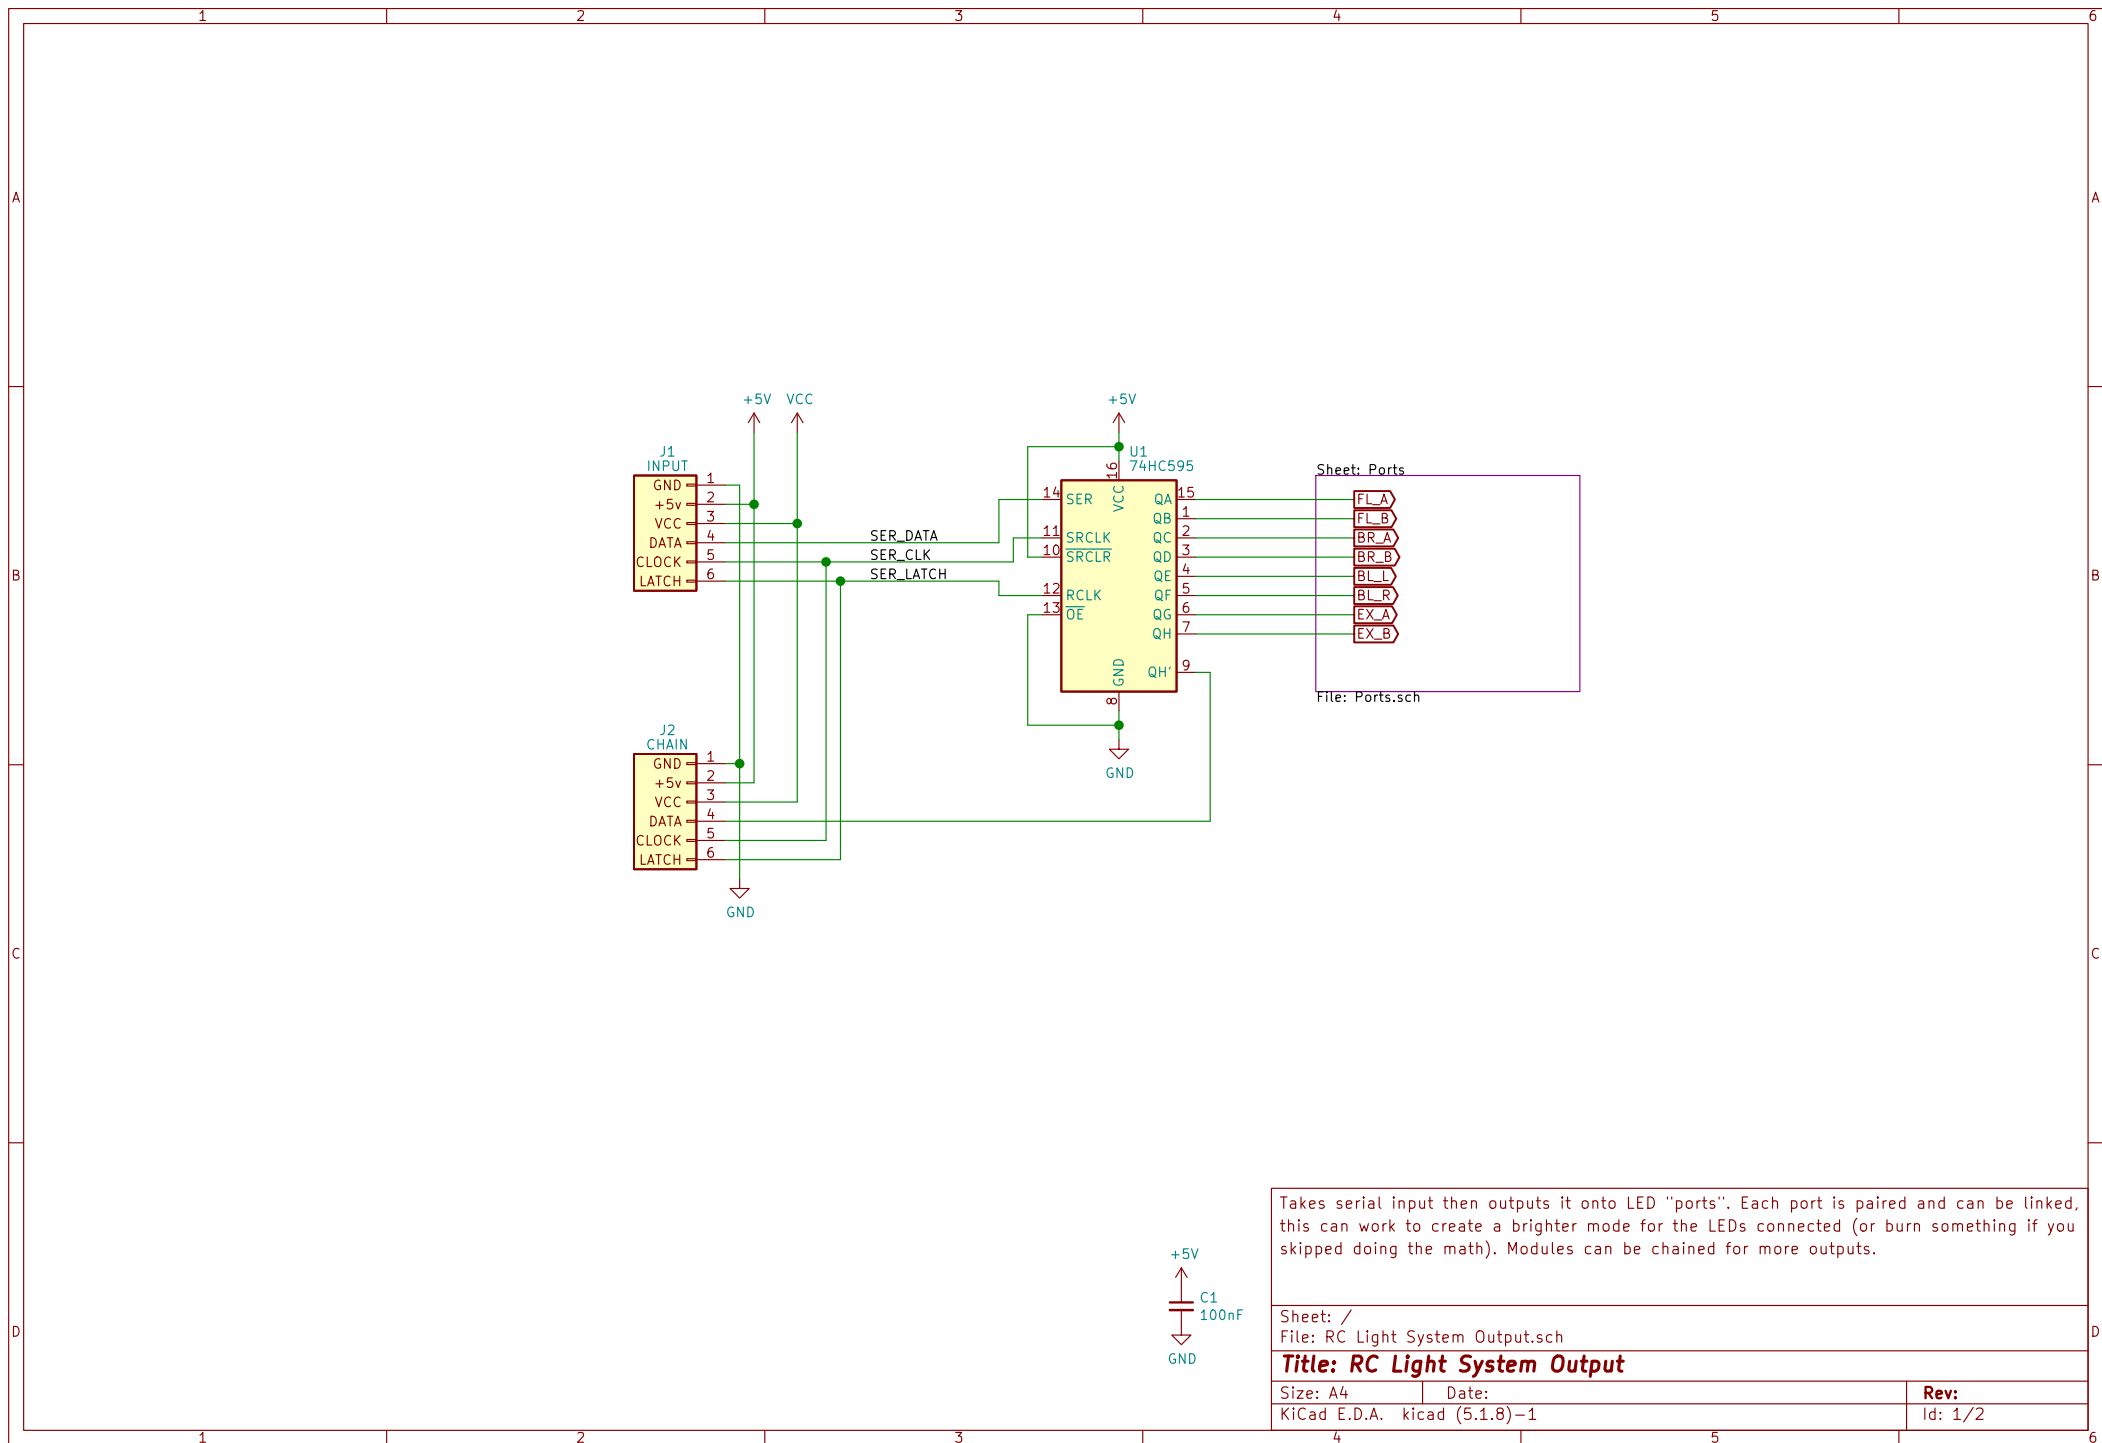 1 2 3 4 5 6
A A
B B
C C
D D
+5V VCC
J1
INPUT
GND 1
+5v 2
VCC 3
DATA 4
CLOCK 5
LATCH 6
SER_DATA
SER_CLK
SER_LATCH
J2
CHAIN
GND 1
+5v 2
VCC 3
DATA 4
CLOCK 5
LATCH 6
GND
+5V
U1
74HC595
16
VCC
14 SER
11 SRCLK
10 SRCLR
12 RCLK
13 OE
QA 15
QB 1
QC 2
QD 3
QE 4
QF 5
QG 6
QH 7
QH' 9
GND
8
GND
Sheet: Ports
FL_A
FL_B
BR_A
BR_B
BL_L
BL_R
EX_A
EX_B
File: Ports.sch
+5V
C1
100nF
GND
Takes serial input then outputs it onto LED "ports". Each port is paired and can be linked,
this can work to create a brighter mode for the LEDs connected (or burn something if you
skipped doing the math). Modules can be chained for more outputs.
Sheet: /
File: RC Light System Output.sch
Title: RC Light System Output
Size: A4 Date: Rev:
KiCad E.D.A. kicad (5.1.8)-1 Id: 1/2
1 2 3 4 5 6